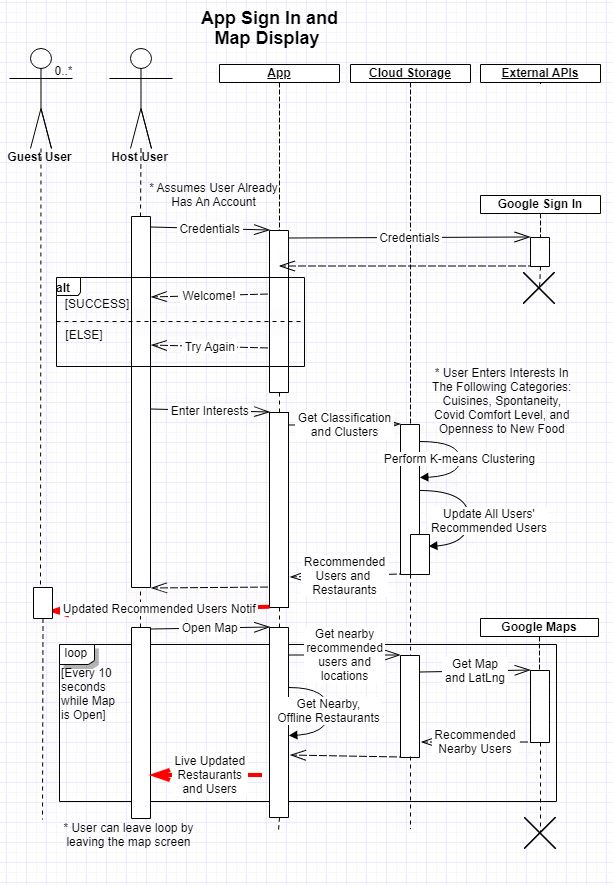 App Sign In and
Map Display
0..*
App
Cloud Storage
External APIs
Guest User
Host User
* Assumes User Already
Has An Account
Google Sign In
Credentials
Credentials
alt
[SUCCESS]
Welcome!
[ELSE]
Try Again
* User Enters Interests In
The Following Categories:
Cuisines, Spontaneity,
Covid Comfort Level, and
Openness to New Food
Enter Interests
Get Classification
and Clusters
Perform K-means Clustering
Update All Users'
Recommended Users
Recommended
Users and
Restaurants
Updated Recommended Users Notif
Open Map
Google Maps
Get nearby
recommended
users and
locations
loop
[Every 10
seconds
while Map
is Open]
Get Map
and LatLng
Get Nearby,
Offline Restaurants
Recommended
Nearby Users
Live Updated
Restaurants
and Users
* User can leave loop by
leaving the map screen